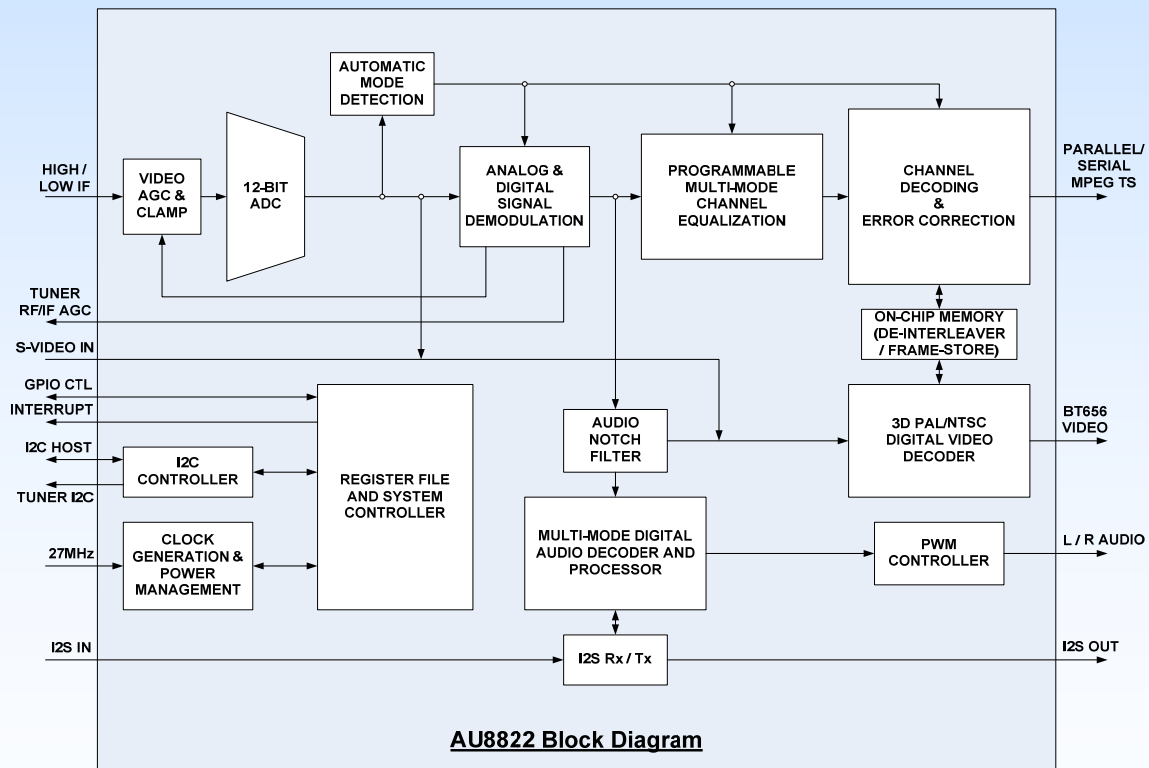 AUTOMATIC
MODE
DETECTION
HIGH /
LOW IF
VIDEO
AGC &
CLAMP
12-BIT
ADC
ANALOG &
DIGITAL
SIGNAL
DEMODULATION
PROGRAMMABLE
MULTI-MODE
CHANNEL
EQUALIZATION
CHANNEL
DECODING
&
ERROR CORRECTION
PARALLEL/
SERIAL
MPEG TS
TUNER
RF/IF AGC
S-VIDEO IN
ON-CHIP MEMORY
(DE-INTERLEAVER
/ FRAME-STORE)
GPIO CTL
INTERRUPT
I2C HOST
TUNER I2C
I2C
CONTROLLER
REGISTER FILE
AND SYSTEM
CONTROLLER
AUDIO
NOTCH
FILTER
3D PAL/NTSC
DIGITAL VIDEO
DECODER
BT656
VIDEO
27MHz
CLOCK
GENERATION &
POWER
MANAGEMENT
MULTI-MODE DIGITAL
AUDIO DECODER AND
PROCESSOR
PWM
CONTROLLER
L / R AUDIO
I2S IN
I2S Rx / Tx
I2S OUT
AU8822 Block Diagram